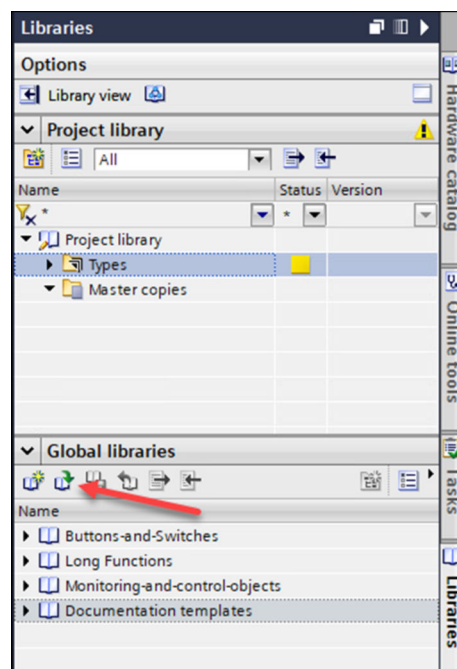 Libraries
Options
Library view
Project library
All
Name Status Version
* *
Project library
Types
Master copies
Global libraries
Name
Buttons-and-Switches
Long Functions
Monitoring-and-control-objects
Documentation templates
Hardware catalog
Online tools
Tasks
Libraries